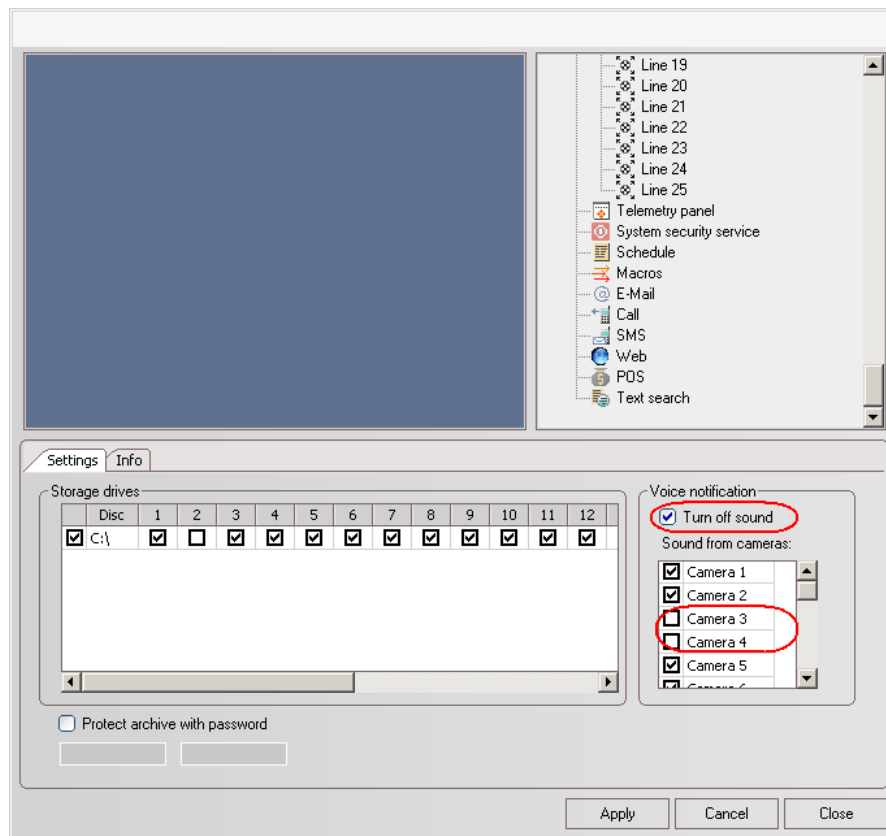 Line 19
Line 20
Line 21
Line 22
Line 23
Line 24
Line 25
Telemetry panel
System security service
Schedule
Macros
E-Mail
Call
SMS
Web
POS
Text search
Settings Info
Storage drives
Disc 1 2 3 4 5 6 7 8 9 10 11 12
C:\
Voice notification
Turn off sound
Sound from cameras:
Camera 1
Camera 2
Camera 3
Camera 4
Camera 5
Protect archive with password
Apply Cancel Close